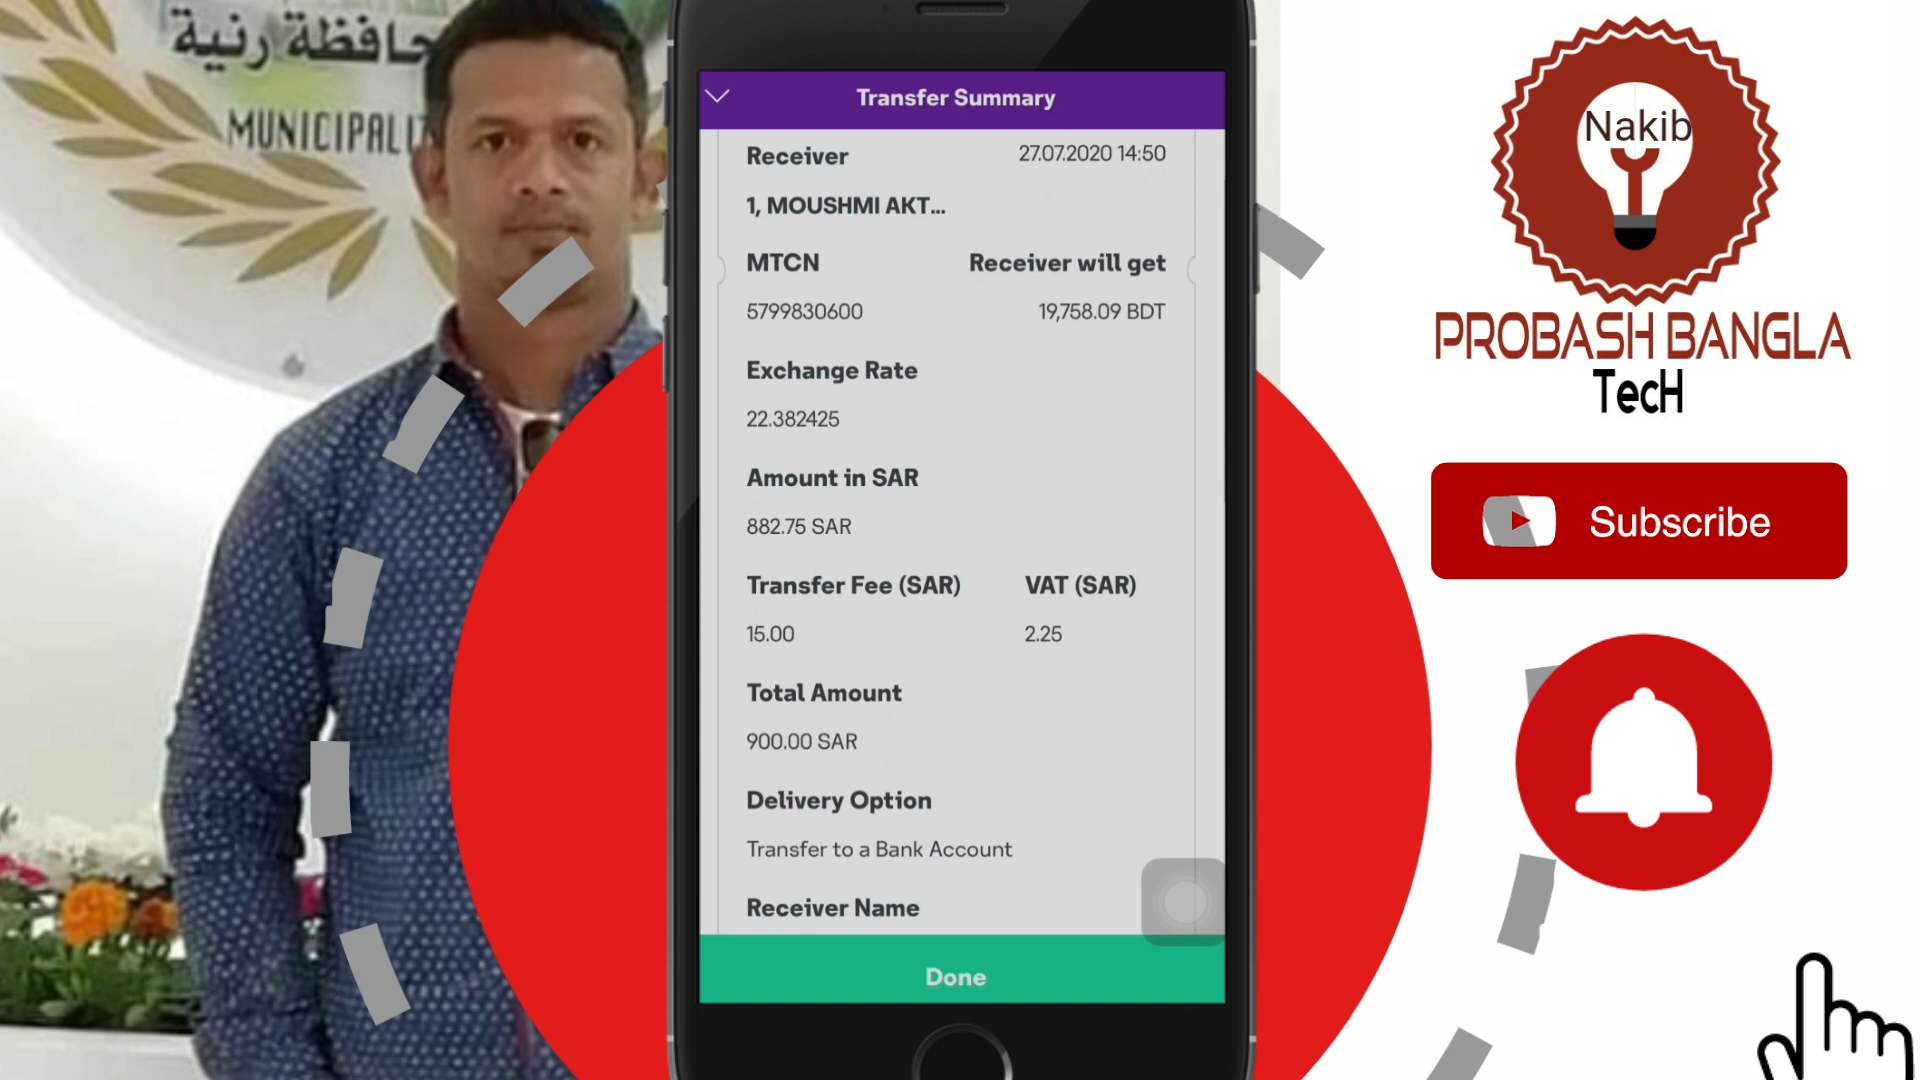 حافظة رنية
MUNICIPALI
Transfer Summary
Receiver
27.07.2020 14:50
1, MOUSHMI AKT...
MTCN
Receiver will get
5799830600
19,758.09 BDT
Exchange Rate
22.382425
Amount in SAR
882.75 SAR
Transfer Fee (SAR)
VAT (SAR)
15.00
2.25
Total Amount
900.00 SAR
Delivery Option
Transfer to a Bank Account
Receiver Name
Done
Nakib
PROBASH BANGLA
TecH
Subscribe